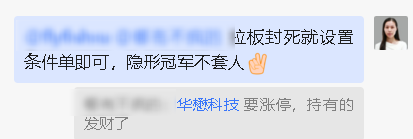 拉板封死就设置
条件单即可，隐形冠军不套人✌
华懋科技 要涨停，持有的
发财了